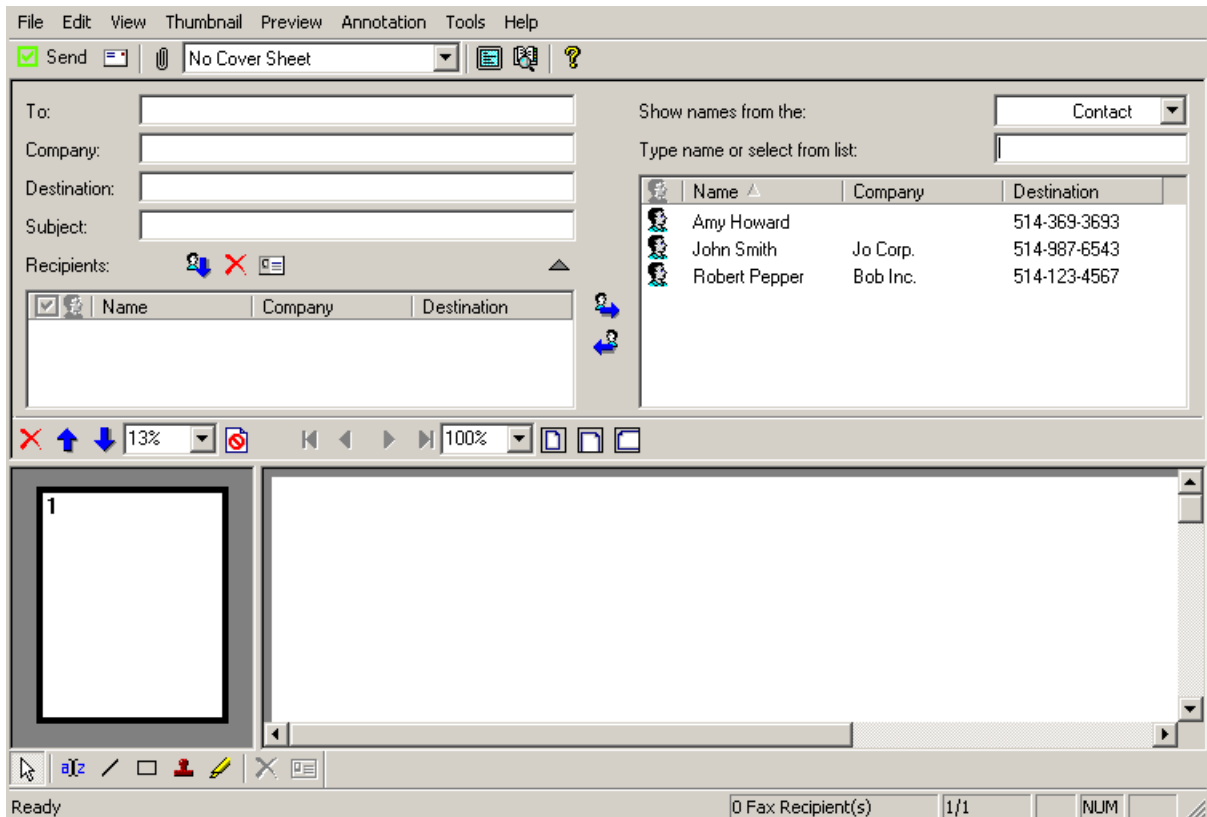 File Edit View Thumbnail Preview Annotation Tools Help
Send No Cover Sheet
To:
Company:
Destination:
Subject:
Recipients:
Name Company Destination
Show names from the: Contact
Type name or select from list:
Name Company Destination
Amy Howard 514-369-3693
John Smith Jo Corp. 514-987-6543
Robert Pepper Bob Inc. 514-123-4567
13% 100%
1
a z
Ready 0 Fax Recipient(s) 1/1 NUM